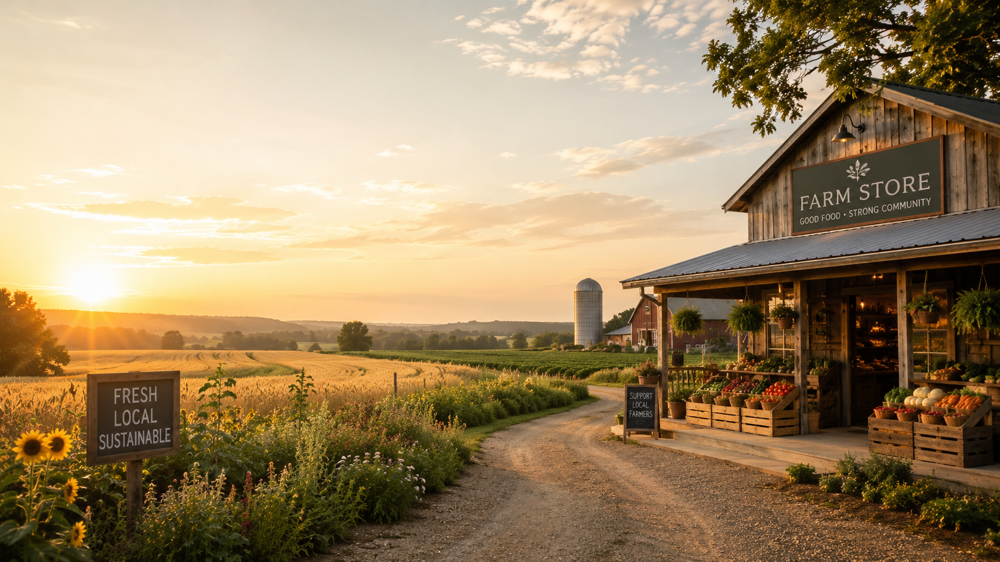 FARM STORE
GOOD FOOD • STRONG COMMUNITY
FRESH
LOCAL
SUSTAINABLE
SUPPORT
LOCAL
FARMERS